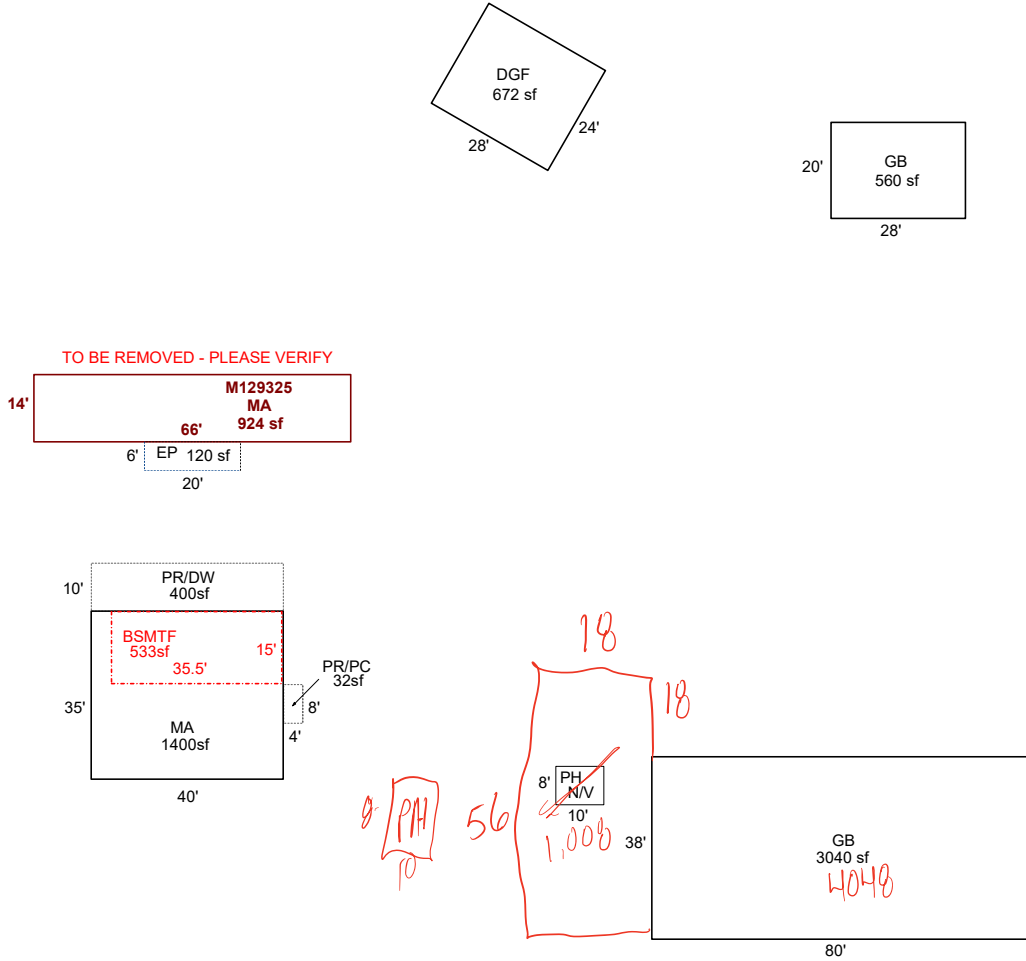 DGF
672 sf
28'
24'
20'
GB
560 sf
28'
TO BE REMOVED - PLEASE VERIFY
14'
M129325
MA
924 sf
66'
6'
EP 120 sf
20'
10'
PR/DW
400sf
BSMTF
533sf
15'
35.5'
PR/PC
32sf
8'
4'
35'
MA
1400sf
40'
18
18
8'
PH
N/V
10'
1,008
56
PH
10
38'
GB
3040 sf
4048
80'